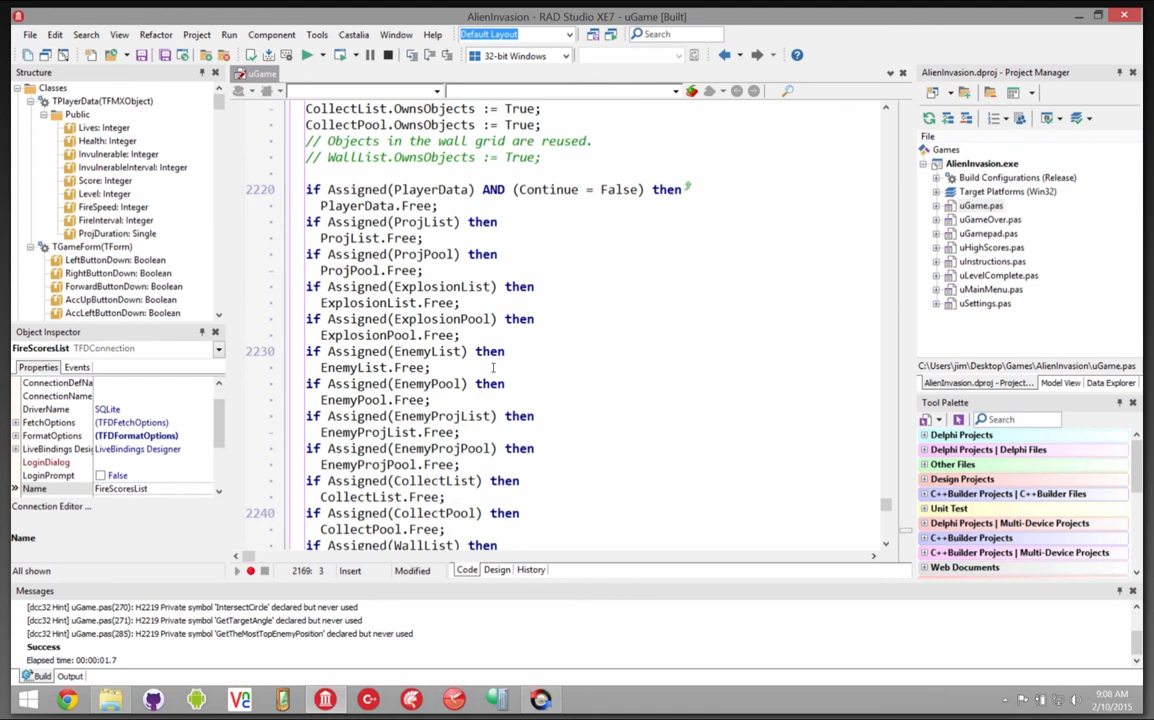 AlienInvasion - RAD Studio XE7 - uGame [Built]
File Edit Search View Refactor Project Run Component Tools Castalia Window Help Default Layout Search
32-bit Windows
Structure
Classes
TPlayerData(TFMXObject)
Public
Lives: Integer
Health: Integer
Invulnerable: Integer
InvulnerableInterval: Integer
Score: Integer
Level: Integer
FireSpeed: Integer
FireInterval: Integer
ProjDuration: Single
TGameForm(TForm)
LeftButtonDown: Boolean
RightButtonDown: Boolean
ForwardButtonDown: Boolean
AccUpButtonDown: Boolean
AccLeftButtonDown: Boolean
Object Inspector
FireScoresList TFDConnection
Properties Events
ConnectionDefNa
ConnectionName
DriverName SQLite
FetchOptions (TFDFetchOptions)
FormatOptions (TFDFormatOptions)
LiveBindings Desi LiveBindings Designer
LoginDialog
LoginPrompt False
Name FireScoresList
Connection Editor ...
Name
All shown
uGame
CollectList.OwnsObjects := True;
CollectPool.OwnsObjects := True;
// Objects in the wall grid are reused.
// WallList.OwnsObjects := True;
2220 if Assigned(PlayerData) AND (Continue = False) then
PlayerData.Free;
if Assigned(ProjList) then
ProjList.Free;
if Assigned(ProjPool) then
ProjPool.Free;
if Assigned(ExplosionList) then
ExplosionList.Free;
if Assigned(ExplosionPool) then
ExplosionPool.Free;
2230 if Assigned(EnemyList) then
EnemyList.Free;
if Assigned(EnemyPool) then
EnemyPool.Free;
if Assigned(EnemyProjList) then
EnemyProjList.Free;
if Assigned(EnemyProjPool) then
EnemyProjPool.Free;
if Assigned(CollectList) then
CollectList.Free;
2240 if Assigned(CollectPool) then
CollectPool.Free;
if Assigned(WallList) then
2169: 3 Insert Modified Code Design History
AlienInvasion.dproj - Project Manager
File
Games
AlienInvasion.exe
Build Configurations (Release)
Target Platforms (Win32)
uGame.pas
uGameOver.pas
uGamepad.pas
uHighScores.pas
uInstructions.pas
uLevelComplete.pas
uMainMenu.pas
uSettings.pas
C:\Users\jim\Desktop\Games\AlienInvasion\uGame.pas
AlienInvasion.dproj - Project... Model View Data Explorer
Tool Palette
Search
Delphi Projects
Delphi Projects | Delphi Files
Other Files
Design Projects
C++Builder Projects | C++Builder Files
Unit Test
Delphi Projects | Multi-Device Projects
C++Builder Projects
C++Builder Projects | Multi-Device Projects
Web Documents
Messages
[dcc32 Hint] uGame.pas(270): H2219 Private symbol 'IntersectCircle' declared but never used
[dcc32 Hint] uGame.pas(271): H2219 Private symbol 'GetTargetAngle' declared but never used
[dcc32 Hint] uGame.pas(285): H2219 Private symbol 'GetTheMostTopEnemyPosition' declared but never used
Success
Elapsed time: 00:00:01.7
Build Output
9:08 AM
2/10/2015